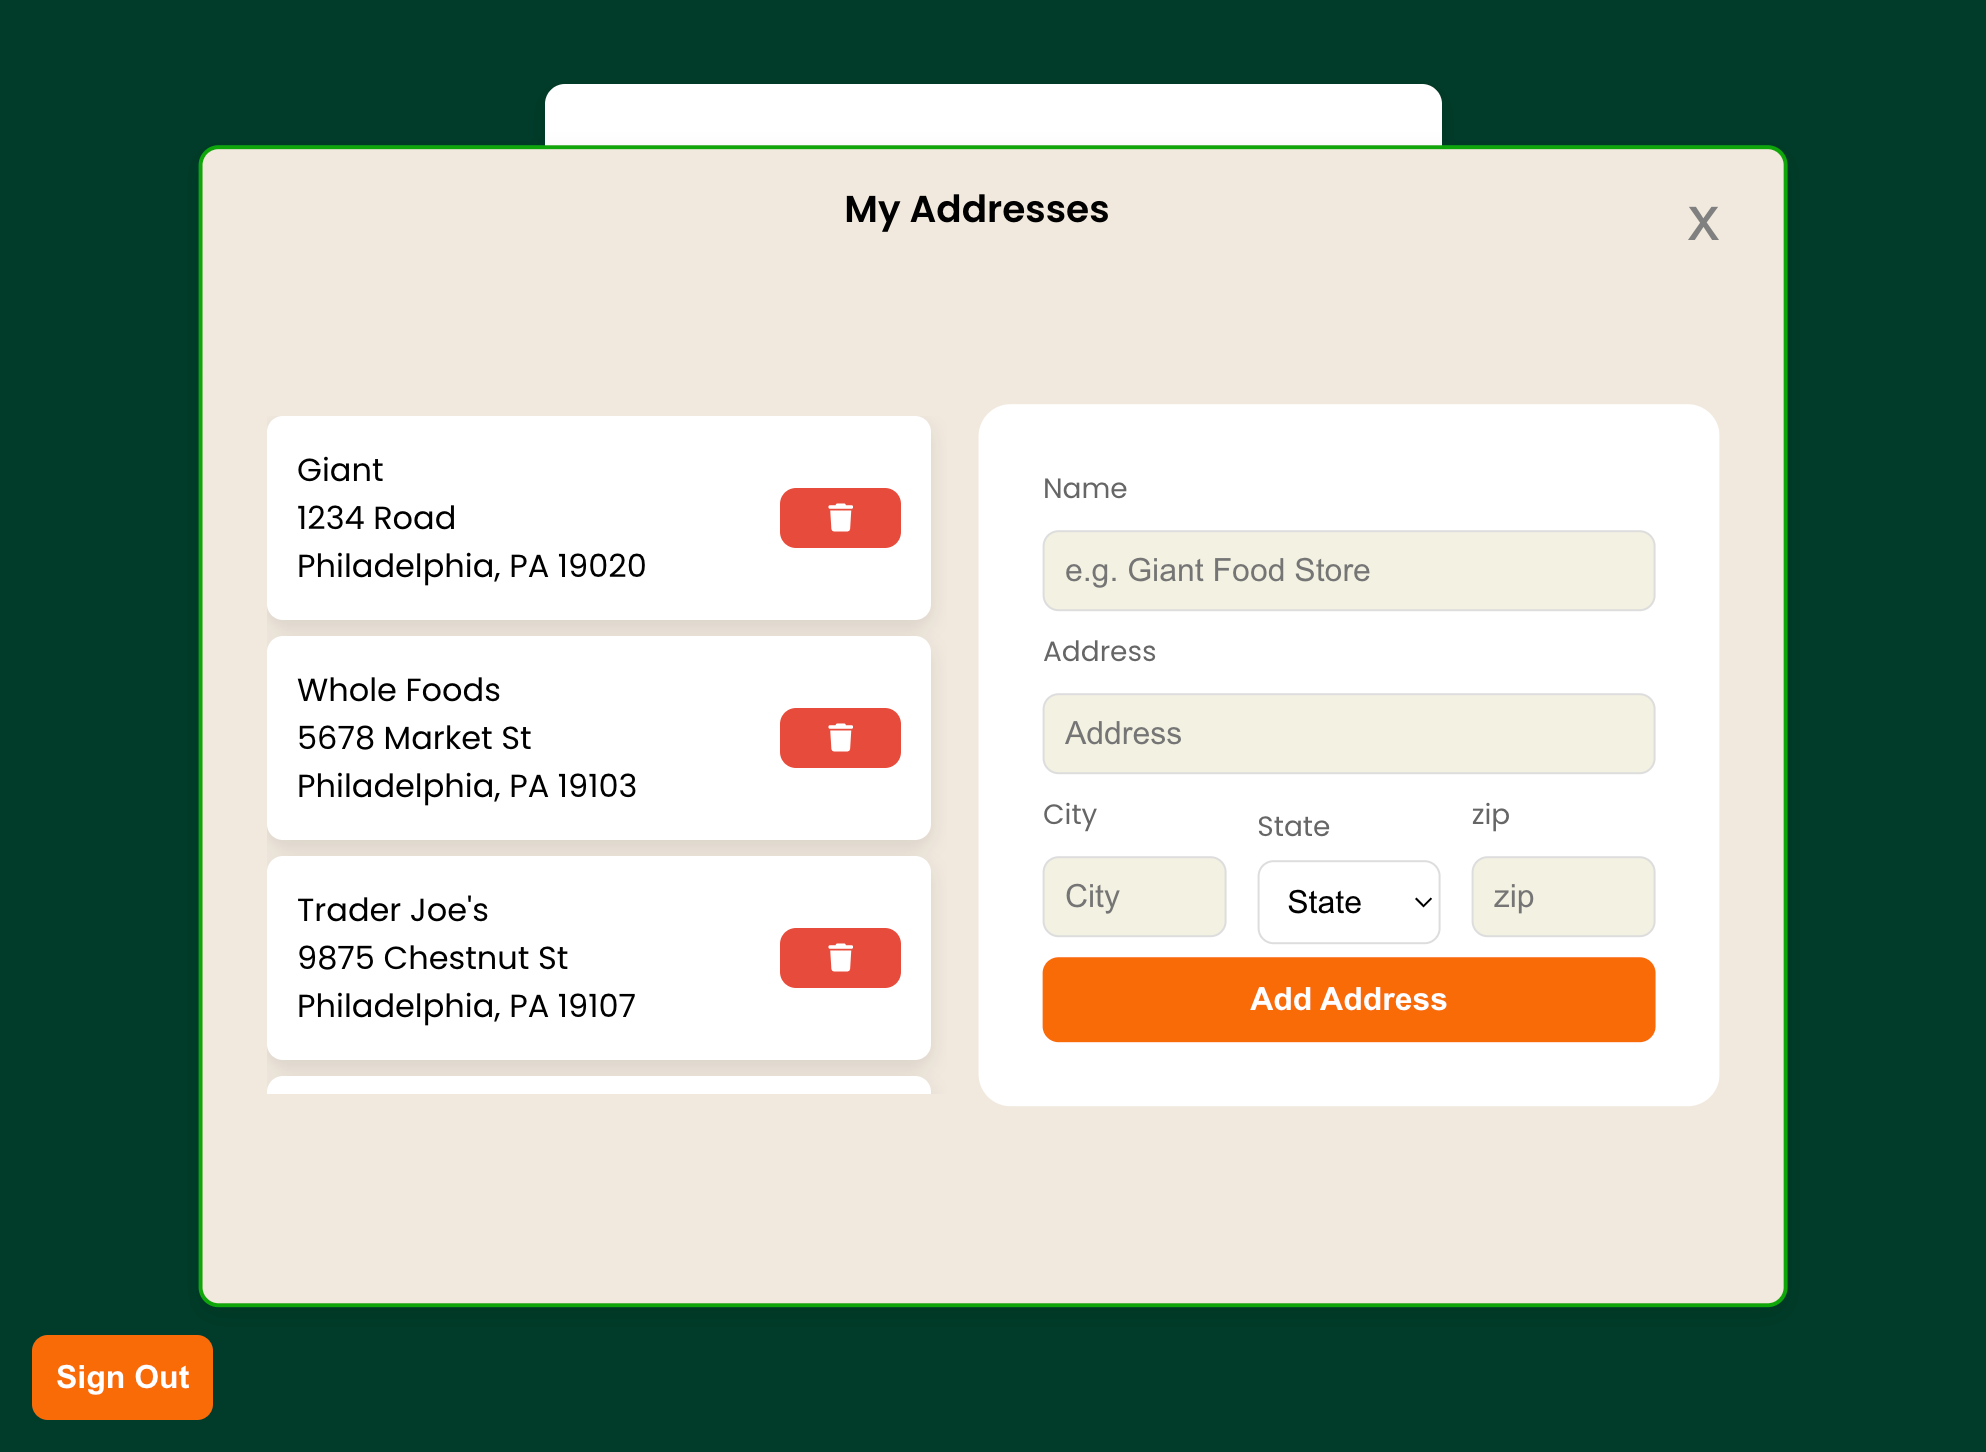 My Addresses
X
Giant
1234 Road
Philadelphia, PA 19020
Whole Foods
5678 Market St
Philadelphia, PA 19103
Trader Joe's
9875 Chestnut St
Philadelphia, PA 19107
Name
e.g. Giant Food Store
Address
Address
City
State
zip
City
State
zip
Add Address
Sign Out